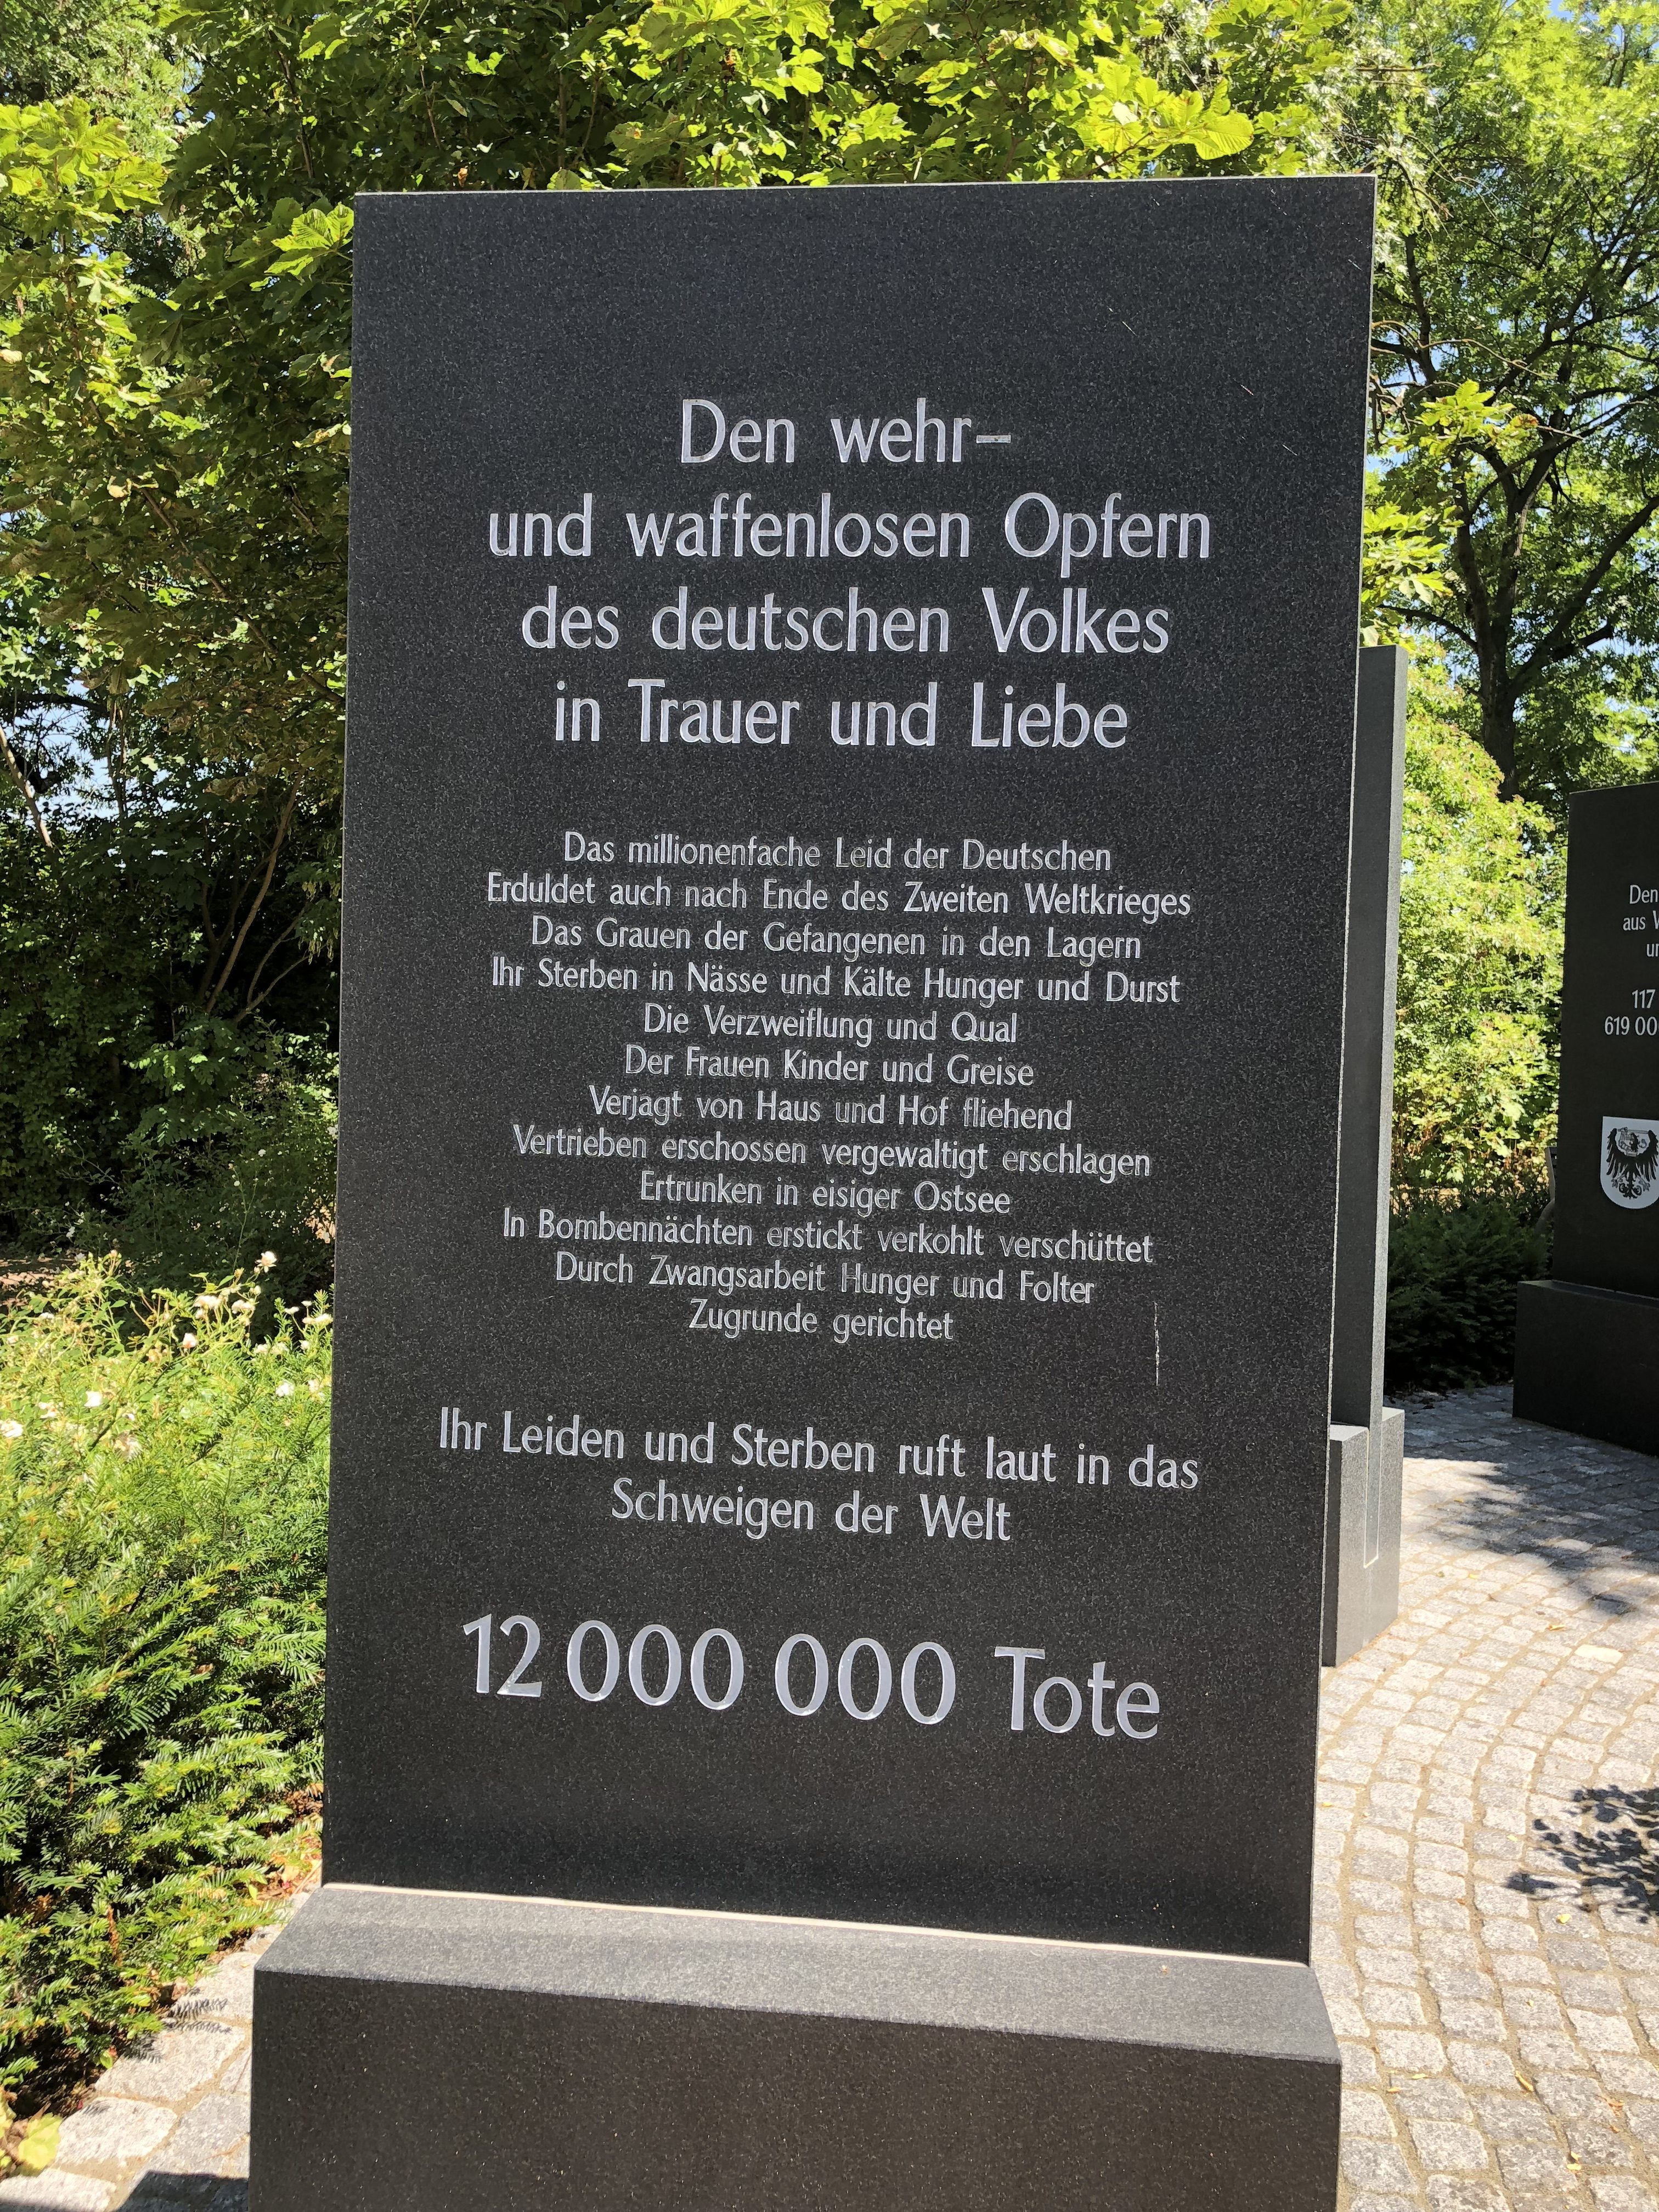 Den wehr-
und waffenlosen Opfern
des deutschen Volkes
in Trauer und Liebe
Das millionenfache Leid der Deutschen
Erduldet auch nach Ende des Zweiten Weltkrieges
Das Grauen der Gefangenen in den Lagern
Ihr Sterben in Nässe und Kälte Hunger und Durst
Die Verzweiflung und Qual
Der Frauen Kinder und Greise
Verjagt von Haus und Hof fliehend
Vertrieben erschossen vergewaltigt erschlagen
Ertrunken in eisiger Ostsee
In Bombennächten erstickt verkohlt verschüttet
Durch Zwangsarbeit Hunger und Folter
Zugrunde gerichtet
Ihr Leiden und Sterben ruft laut in das
Schweigen der Welt
12 000 000 Tote
Den
aus
117
619